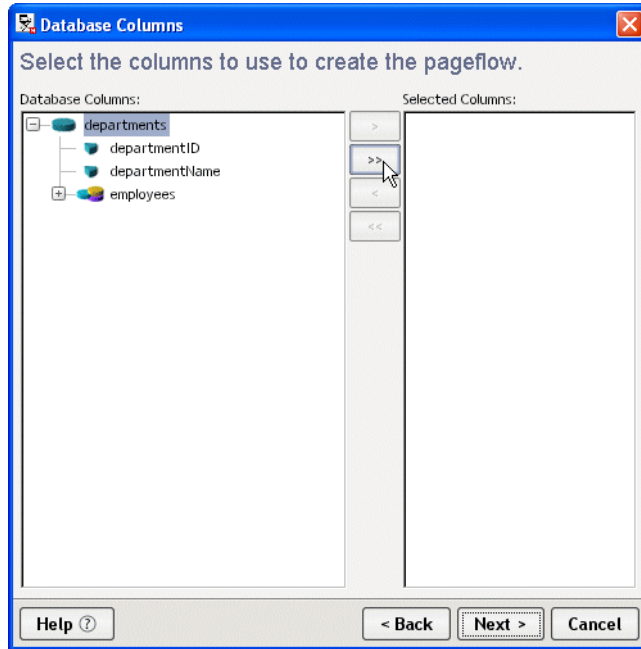 Database Columns
Select the columns to use to create the pageflow.
Database Columns:
Selected Columns:
departments
departmentID
departmentName
employees
>
>>
<
<<
Help ?
< Back
Next >
Cancel